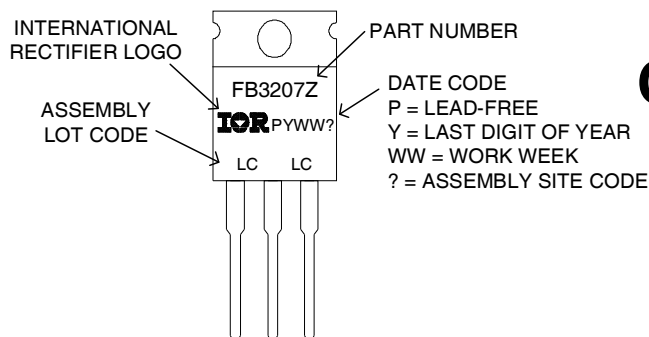 INTERNATIONAL
RECTIFIER LOGO
ASSEMBLY
LOT CODE
FB3207Z
IOR PYWW?
LC LC
PART NUMBER
DATE CODE
P = LEAD-FREE
Y = LAST DIGIT OF YEAR
WW = WORK WEEK
? = ASSEMBLY SITE CODE